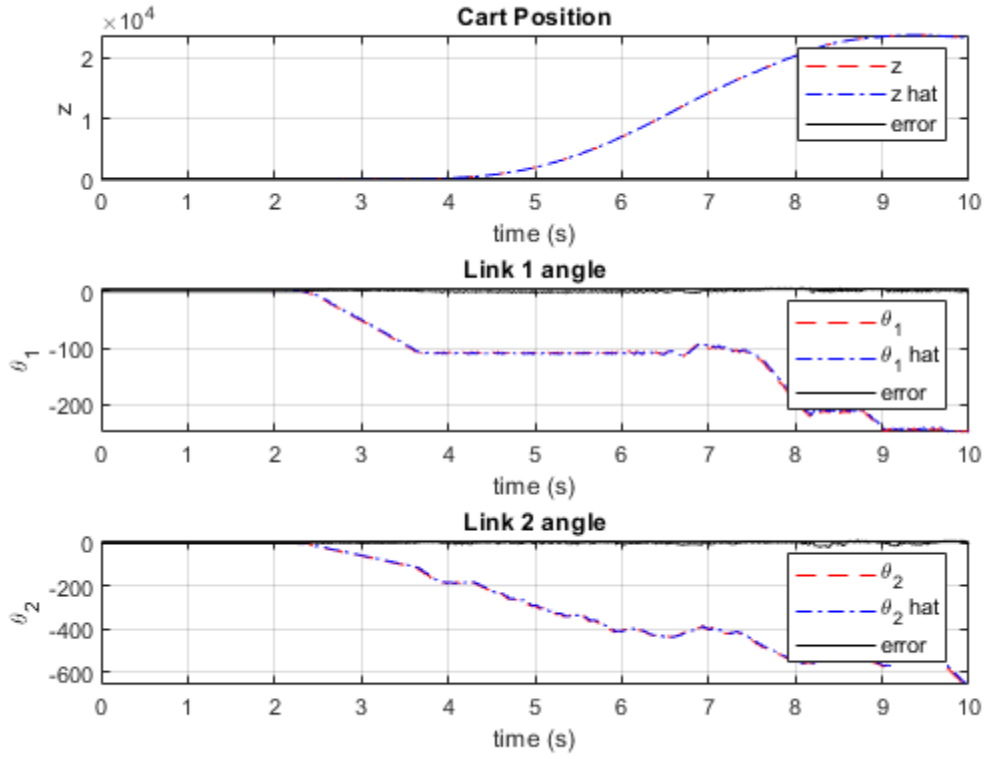 Cart Position
×10⁴
2
1
0
z
z
z hat
error
0 1 2 3 4 5 6 7 8 9 10
time (s)
Link 1 angle
0
-100
-200
θ₁
θ₁
θ₁ hat
error
0 1 2 3 4 5 6 7 8 9 10
time (s)
Link 2 angle
0
-200
-400
-600
θ₂
θ₂
θ₂ hat
error
0 1 2 3 4 5 6 7 8 9 10
time (s)